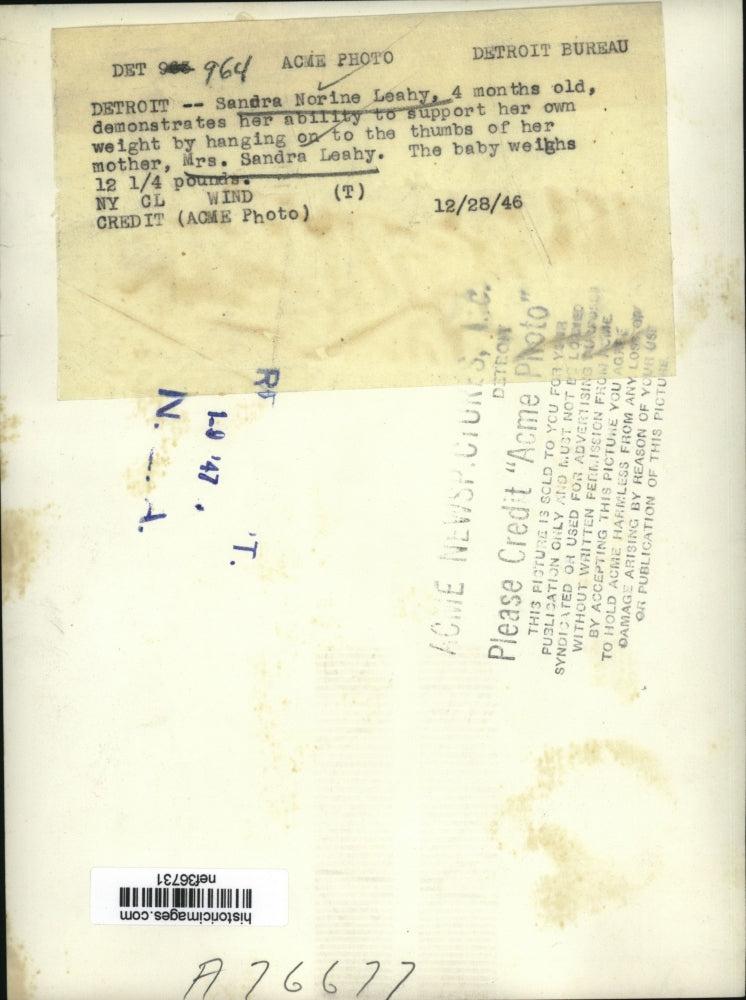 DET 964 ACME PHOTO DETROIT BUREAU
DETROIT -- Sandra Norine Leahy, 4 months old,
demonstrates her ability to support her own
weight by hanging on to the thumbs of her
mother, Mrs. Sandra Leahy. The baby weighs
12 1/4 pounds.
NY CL WIND (T) 12/28/46
CREDIT (ACME Photo)
ACME NEWSPICTURES,
DETROIT
Please Credit "Acme Photo"
THIS PICTURE IS SOLD TO YOU FOR YOUR
PUBLICATION ONLY AND MUST NOT BE LOANED
SYNDICATED OR USED FOR ADVERTISING PURPOSES
WITHOUT WRITTEN PERMISSION FROM ACME
BY ACCEPTING THIS PICTURE YOU AGREE
TO HOLD ACME HARMLESS FROM ANY LOSS OR
DAMAGE ARISING BY REASON OF YOUR USE
OR PUBLICATION OF THIS PICTURE
'47
T.
historicimages.com
nef36731
A76677